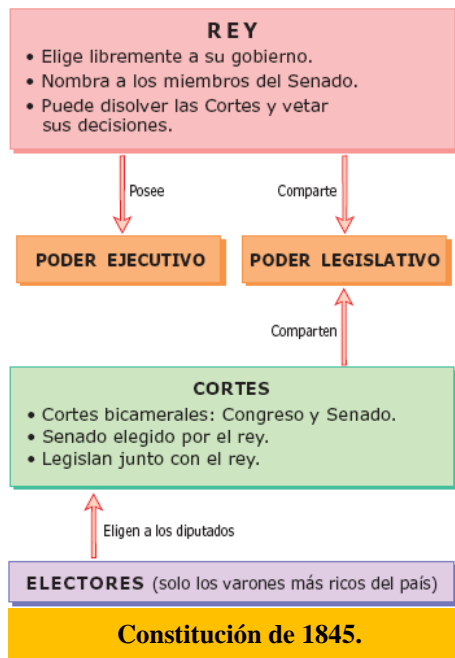 REY
• Elige libremente a su gobierno.
• Nombra a los miembros del Senado.
• Puede disolver las Cortes y vetar
sus decisiones.
Posee
Comparte
PODER EJECUTIVO
PODER LEGISLATIVO
Comparten
CORTES
• Cortes bicamerales: Congreso y Senado.
• Senado elegido por el rey.
• Legislan junto con el rey.
Eligen a los diputados
ELECTORES (solo los varones más ricos del país)
Constitución de 1845.